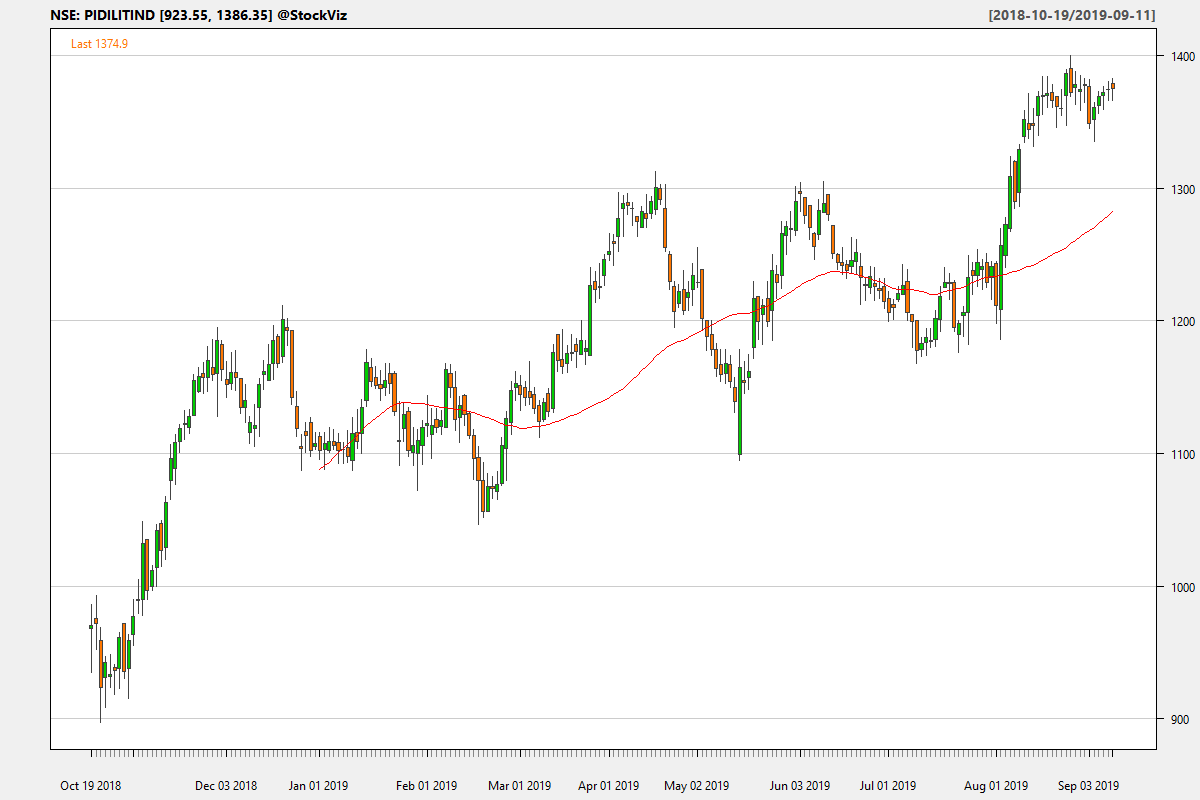 NSE: PIDILITIND [923.55, 1386.35] @StockViz [2018-10-19/2019-09-11]
Last 1374.9
1400
1300
1200
1100
1000
900
Oct 19 2018 Dec 03 2018 Jan 01 2019 Feb 01 2019 Mar 01 2019 Apr 01 2019 May 02 2019 Jun 03 2019 Jul 01 2019 Aug 01 2019 Sep 03 2019